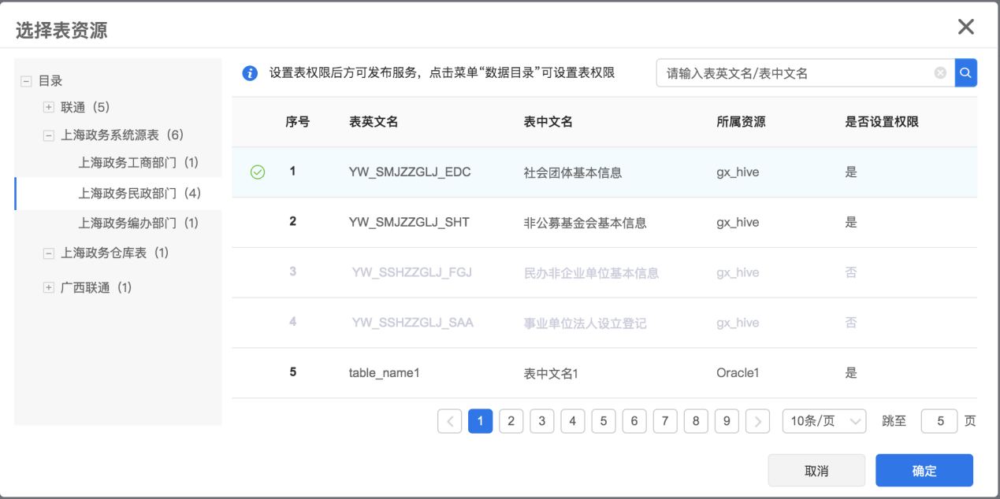 选择表资源
目录
联通（5）
上海政务系统源表（6）
上海政务工商部门（1）
上海政务民政部门（4）
上海政务编办部门（1）
上海政务仓库表（1）
广西联通（1）
设置表权限后方可发布服务，点击菜单“数据目录”可设置表权限
请输入表英文名/表中文名
序号 表英文名 表中文名 所属资源 是否设置权限
1 YW_SMJZZGLJ_EDC 社会团体基本信息 gx_hive 是
2 YW_SMJZZGLJ_SHT 非公募基金会基本信息 gx_hive 是
3 YW_SSHZZGLJ_FGJ 民办非企业单位基本信息 gx_hive 否
4 YW_SSHZZGLJ_SAA 事业单位法人设立登记 gx_hive 否
5 table_name1 表中文名1 Oracle1 是
1 2 3 4 5 6 7 8 9 10条/页 跳至 5 页
取消 确定